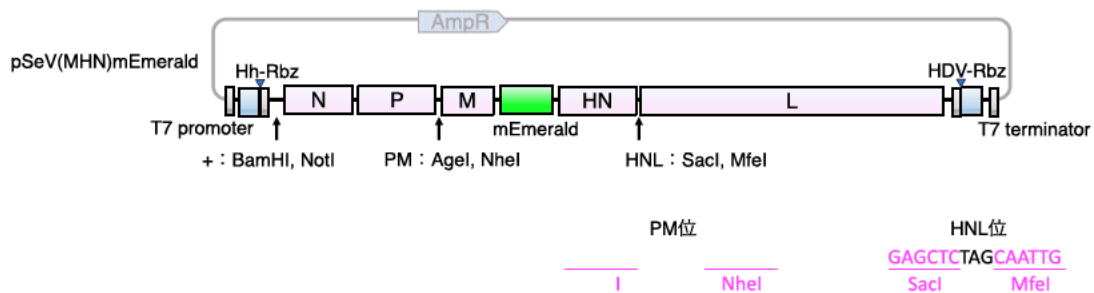 AmpR
pSeV(MHN)mEmerald
Hh-Rbz
HDV-Rbz
N P M HN L
T7 promoter
mEmerald
T7 terminator
+：BamHI, NotI
PM：AgeI, NheI
HNL：SacI, MfeI
PM位
HNL位
GAGCTCTAGCAATTG
I
NheI
SacI
MfeI